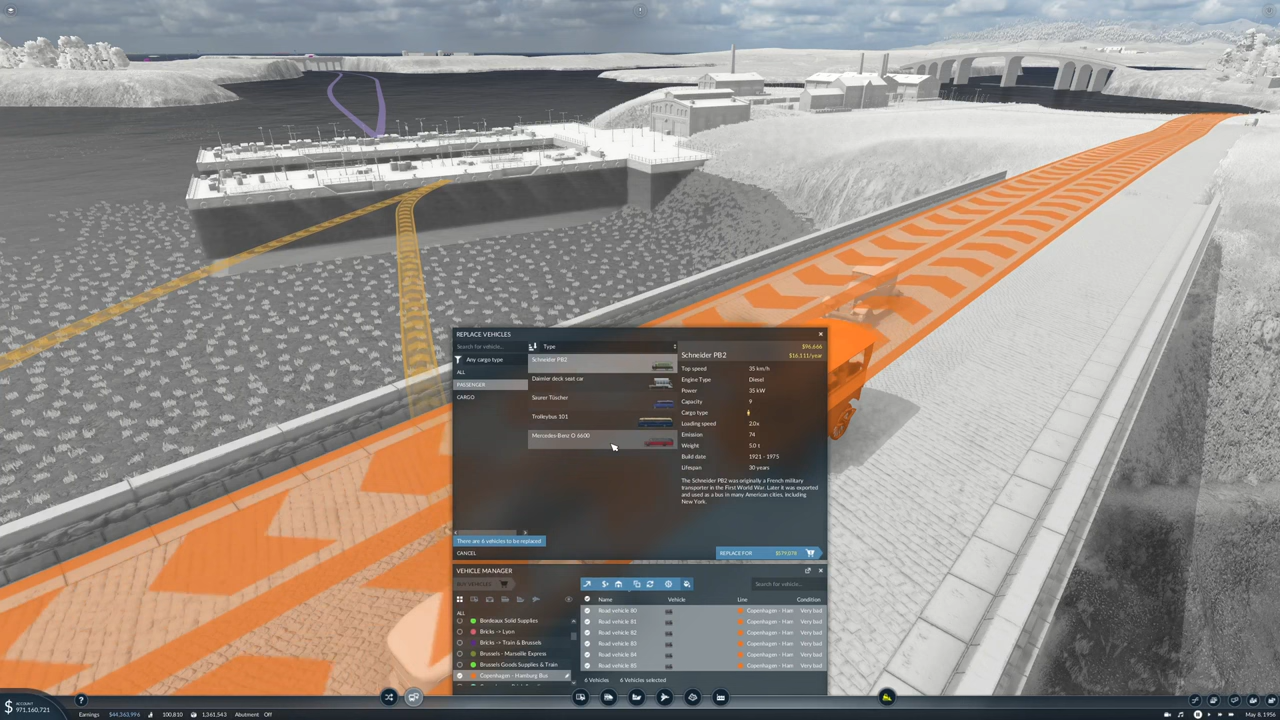 REPLACE VEHICLES
Search for vehicle...
Type
Any cargo type
ALL
PASSENGER
CARGO
Schneider PB2
Daimler deck seat car
Saurer Tüscher
Trolleybus 101
Mercedes-Benz O 6600
$96,666
Schneider PB2
$16,111/year
Top speed 35 km/h
Engine Type Diesel
Power 35 kW
Capacity 9
Cargo type
Loading speed 2.0x
Emission 74
Weight 5.0 t
Build date 1921 - 1975
Lifespan 30 years
The Schneider PB2 was originally a French military
transporter in the First World War. Later it was exported
and used as a bus in many American cities, including
New York.
There are 6 vehicles to be replaced
CANCEL
REPLACE FOR $579,078
VEHICLE MANAGER
BUY VEHICLES
Search for vehicle...
ALL
Bordeaux Solid Supplies
Bricks -> Lyon
Bricks -> Train & Brussels
Brussels - Marseille Express
Brussels Goods Supplies & Train
Copenhagen - Hamburg Bus
Name Vehicle Line Condition
Road vehicle 80 Copenhagen - Ham Very bad
Road vehicle 81 Copenhagen - Ham Very bad
Road vehicle 82 Copenhagen - Ham Very bad
Road vehicle 83 Copenhagen - Ham Very bad
Road vehicle 84 Copenhagen - Ham Very bad
Road vehicle 85 Copenhagen - Ham Very bad
6 Vehicles 6 Vehicles selected
$ ACCOUNT
971,160,721
?
Earnings $44,363,996 100,810 1,361,543 Abutment Off
May 8, 1956